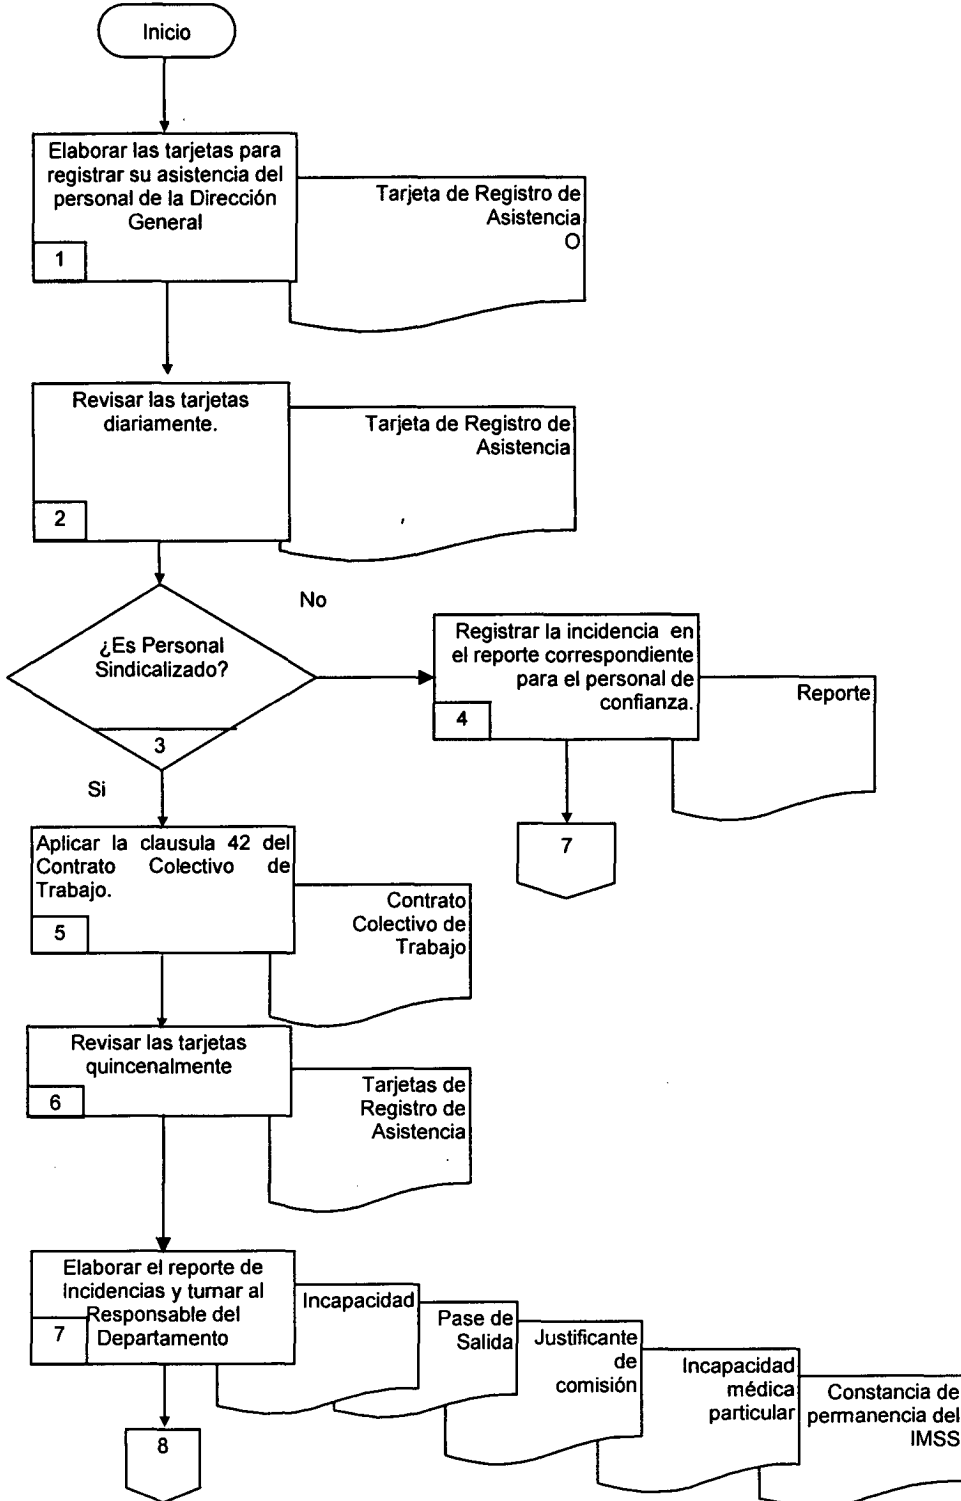 Inicio
Elaborar las tarjetas para
registrar su asistencia del
personal de la Dirección
General
1
Tarjeta de Registro de
Asistencia
O
Revisar las tarjetas
diariamente.
2
Tarjeta de Registro de
Asistencia
¿Es Personal
Sindicalizado?
3
No
Si
Registrar la incidencia en
el reporte correspondiente
para el personal de
confianza.
4
Reporte
7
Aplicar la clausula 42 del
Contrato Colectivo de
Trabajo.
5
Contrato
Colectivo de
Trabajo
Revisar las tarjetas
quincenalmente
6
Tarjetas de
Registro de
Asistencia
Elaborar el reporte de
Incidencias y turnar al
Responsable del
Departamento
7
Incapacidad
Pase de
Salida
Justificante
de
comisión
Incapacidad
médica
particular
Constancia de
permanencia del
IMSS
8